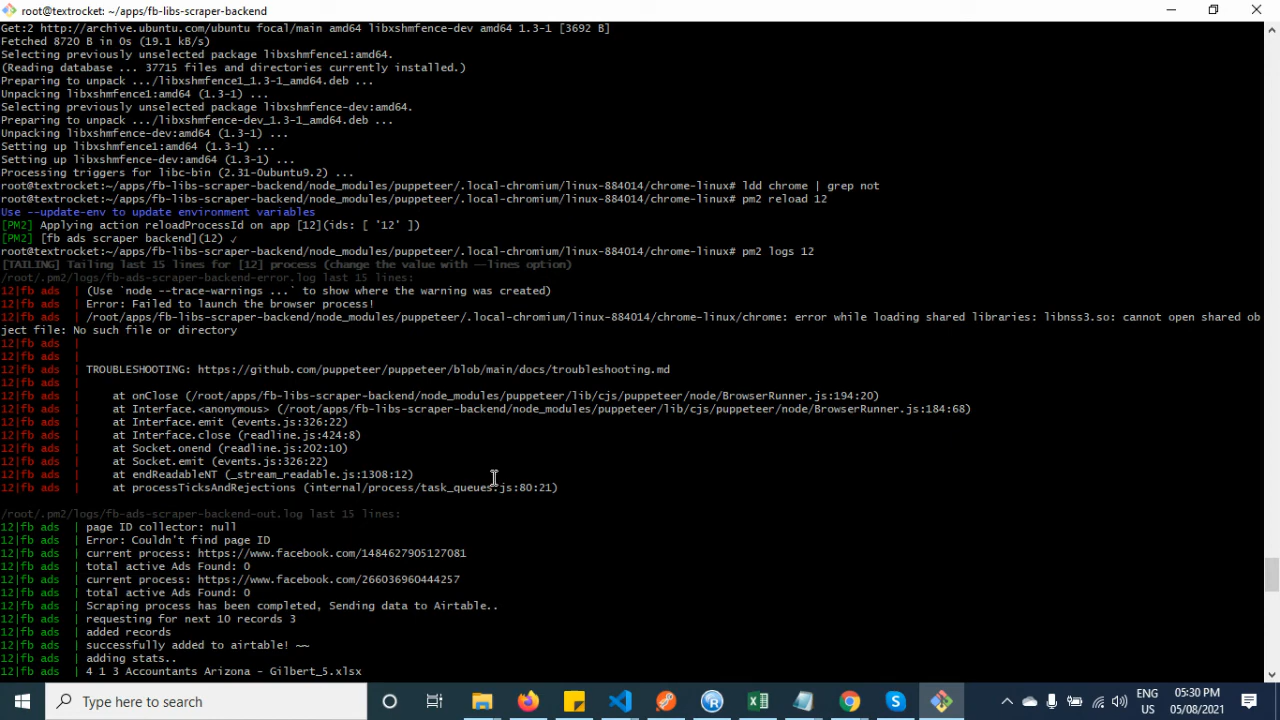 root@textrocket: ~/apps/fb-libs-scraper-backend
Get:2 http://archive.ubuntu.com/ubuntu focal/main amd64 libxshmfence-dev amd64 1.3-1 [3692 B]
Fetched 8720 B in 0s (19.1 kB/s)
Selecting previously unselected package libxshmfence1:amd64.
(Reading database ... 37715 files and directories currently installed.)
Preparing to unpack .../libxshmfence1_1.3-1_amd64.deb ...
Unpacking libxshmfence1:amd64 (1.3-1) ...
Selecting previously unselected package libxshmfence-dev:amd64.
Preparing to unpack .../libxshmfence-dev_1.3-1_amd64.deb ...
Unpacking libxshmfence-dev:amd64 (1.3-1) ...
Setting up libxshmfence1:amd64 (1.3-1) ...
Setting up libxshmfence-dev:amd64 (1.3-1) ...
Processing triggers for libc-bin (2.31-0ubuntu9.2) ...
root@textrocket:~/apps/fb-libs-scraper-backend/node_modules/puppeteer/.local-chromium/linux-884014/chrome-linux# ldd chrome | grep not
root@textrocket:~/apps/fb-libs-scraper-backend/node_modules/puppeteer/.local-chromium/linux-884014/chrome-linux# pm2 reload 12
Use --update-env to update environment variables
[PM2] Applying action reloadProcessId on app [12](ids: [ '12' ])
[PM2] [fb ads scraper backend](12) ✓
root@textrocket:~/apps/fb-libs-scraper-backend/node_modules/puppeteer/.local-chromium/linux-884014/chrome-linux# pm2 logs 12
[TAILING] Tailing last 15 lines for [12] process (change the value with --lines option)
/root/.pm2/logs/fb-ads-scraper-backend-error.log last 15 lines:
12|fb ads  | (Use `node --trace-warnings ...` to show where the warning was created)
12|fb ads  | Error: Failed to launch the browser process!
12|fb ads  | /root/apps/fb-libs-scraper-backend/node_modules/puppeteer/.local-chromium/linux-884014/chrome-linux/chrome: error while loading shared libraries: libnss3.so: cannot open shared ob
ject file: No such file or directory
12|fb ads  |
12|fb ads  |
12|fb ads  | TROUBLESHOOTING: https://github.com/puppeteer/puppeteer/blob/main/docs/troubleshooting.md
12|fb ads  |
12|fb ads  |     at onClose (/root/apps/fb-libs-scraper-backend/node_modules/puppeteer/lib/cjs/puppeteer/node/BrowserRunner.js:194:20)
12|fb ads  |     at Interface.<anonymous> (/root/apps/fb-libs-scraper-backend/node_modules/puppeteer/lib/cjs/puppeteer/node/BrowserRunner.js:184:68)
12|fb ads  |     at Interface.emit (events.js:326:22)
12|fb ads  |     at Interface.close (readline.js:424:8)
12|fb ads  |     at Socket.onend (readline.js:202:10)
12|fb ads  |     at Socket.emit (events.js:326:22)
12|fb ads  |     at endReadableNT (_stream_readable.js:1308:12)
12|fb ads  |     at processTicksAndRejections (internal/process/task_queues.js:80:21)
/root/.pm2/logs/fb-ads-scraper-backend-out.log last 15 lines:
12|fb ads  | page ID collector: null
12|fb ads  | Error: Couldn't find page ID
12|fb ads  | current process: https://www.facebook.com/1484627905127081
12|fb ads  | total active Ads Found: 0
12|fb ads  | current process: https://www.facebook.com/266036960444257
12|fb ads  | total active Ads Found: 0
12|fb ads  | Scraping process has been completed, Sending data to Airtable..
12|fb ads  | requesting for next 10 records 3
12|fb ads  | added records
12|fb ads  | successfully added to airtable! ~~
12|fb ads  | adding stats..
12|fb ads  | 4 1 3 Accountants Arizona - Gilbert_5.xlsx
Type here to search
ENG
US
05:30 PM
05/08/2021